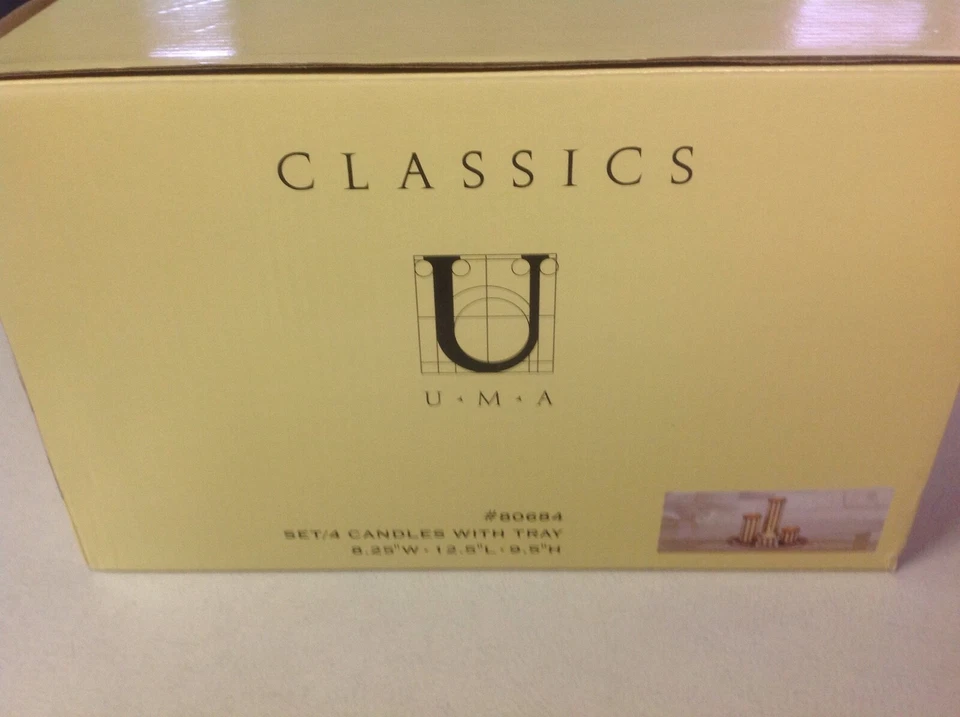 CLASSICS
U
U·M·A
#80684
SET/4 CANDLES WITH TRAY
8.25"W·12.5"L·9.5"H